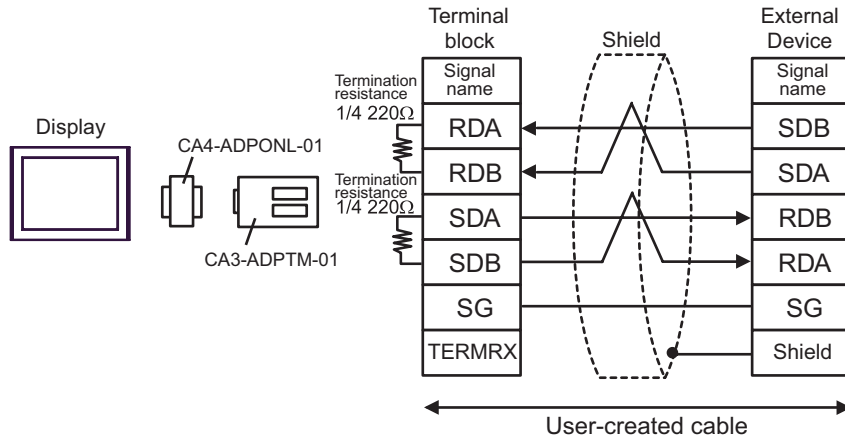 Terminal
block
Shield
External
Device
Signal
name
Signal
name
Termination
resistance
1/4 220Ω
RDA
SDB
Display
CA4-ADPONL-01
RDB
SDA
Termination
resistance
1/4 220Ω
SDA
RDB
CA3-ADPTM-01
SDB
RDA
SG
SG
TERMRX
Shield
User-created cable